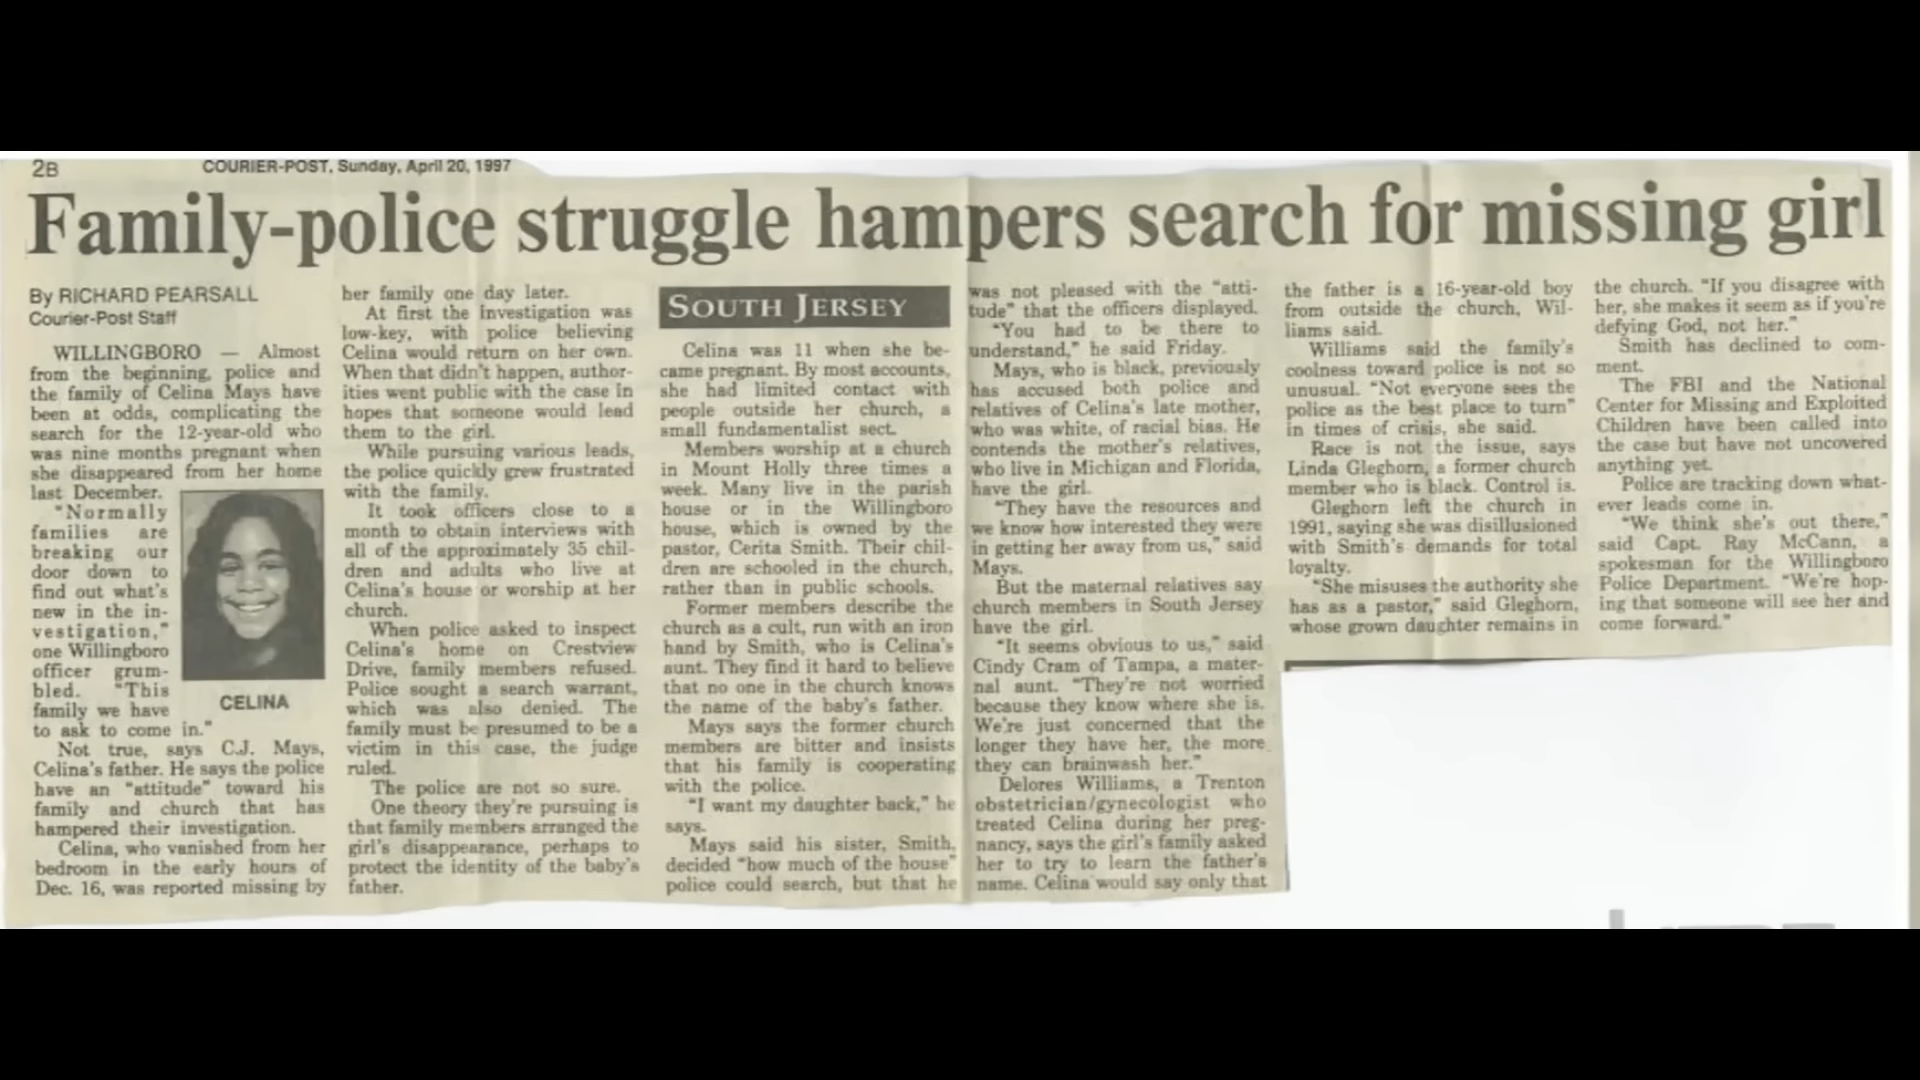 2B
COURIER-POST, Sunday, April 20, 1997
Family-police struggle hampers search for missing girl
By RICHARD PEARSALL
Courier-Post Staff
WILLINGBORO — Almost
from the beginning, police and
the family of Celina Mays have
been at odds, complicating the
search for the 12-year-old who
was nine months pregnant when
she disappeared from her home
last December.
"Normally
families are
breaking our
door down to
find out what's
new in the in-
vestigation,"
one Willingboro
officer grum-
bled. "This
family we have
to ask to come in."
CELINA
Not true, says C.J. Mays,
Celina's father. He says the police
have an "attitude" toward his
family and church that has
hampered their investigation.
Celina, who vanished from her
bedroom in the early hours of
Dec. 16, was reported missing by
her family one day later.
At first the investigation was
low-key, with police believing
Celina would return on her own.
When that didn't happen, author-
ities went public with the case in
hopes that someone would lead
them to the girl.
While pursuing various leads,
the police quickly grew frustrated
with the family.
It took officers close to a
month to obtain interviews with
all of the approximately 35 chil-
dren and adults who live at
Celina's house or worship at her
church.
When police asked to inspect
Celina's home on Crestview
Drive, family members refused.
Police sought a search warrant,
which was also denied. The
family must be presumed to be a
victim in this case, the judge
ruled.
The police are not so sure.
One theory they're pursuing is
that family members arranged the
girl's disappearance, perhaps to
protect the identity of the baby's
father.
SOUTH JERSEY
Celina was 11 when she be-
came pregnant. By most accounts,
she had limited contact with
people outside her church, a
small fundamentalist sect.
Members worship at a church
in Mount Holly three times a
week. Many live in the parish
house or in the Willingboro
house, which is owned by the
pastor, Cerita Smith. Their chil-
dren are schooled in the church,
rather than in public schools.
Former members describe the
church as a cult, run with an iron
hand by Smith, who is Celina's
aunt. They find it hard to believe
that no one in the church knows
the name of the baby's father.
Mays says the former church
members are bitter and insists
that his family is cooperating
with the police.
"I want my daughter back," he
says.
Mays said his sister, Smith,
decided "how much of the house"
police could search, but that he
was not pleased with the "atti-
tude" that the officers displayed.
"You had to be there to
understand," he said Friday.
Mays, who is black, previously
has accused both police and
relatives of Celina's late mother,
who was white, of racial bias. He
contends the mother's relatives,
who live in Michigan and Florida,
have the girl.
"They have the resources and
we know how interested they were
in getting her away from us," said
Mays.
But the maternal relatives say
church members in South Jersey
have the girl.
"It seems obvious to us," said
Cindy Cram of Tampa, a mater-
nal aunt. "They're not worried
because they know where she is.
We're just concerned that the
longer they have her, the more
they can brainwash her."
Delores Williams, a Trenton
obstetrician/gynecologist who
treated Celina during her preg-
nancy, says the girl's family asked
her to try to learn the father's
name. Celina would say only that
the father is a 16-year-old boy
from outside the church, Wil-
liams said.
Williams said the family's
coolness toward police is not so
unusual. "Not everyone sees the
police as the best place to turn"
in times of crisis, she said.
Race is not the issue, says
Linda Gleghorn, a former church
member who is black. Control is.
Gleghorn left the church in
1991, saying she was disillusioned
with Smith's demands for total
loyalty.
"She misuses the authority she
has as a pastor," said Gleghorn,
whose grown daughter remains in
the church. "If you disagree with
her, she makes it seem as if you're
defying God, not her."
Smith has declined to com-
ment.
The FBI and the National
Center for Missing and Exploited
Children have been called into
the case but have not uncovered
anything yet.
Police are tracking down what-
ever leads come in.
"We think she's out there,"
said Capt. Ray McCann, a
spokesman for the Willingboro
Police Department. "We're hop-
ing that someone will see her and
come forward."